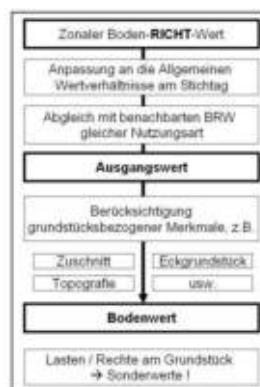 Zonaler Boden-RICHT-Wert
Anpassung an die Allgemeinen
Wertverhältnisse am Stichtag
Abgleich mit benachbarten BRW
gleicher Nutzungsart
Ausgangswert
Berücksichtigung
grundstücksbezogener Merkmale, z.B.
Zuschnitt
Eckgrundstück
Topografie
usw.
Bodenwert
Lasten / Rechte am Grundstück
→ Sonderwerte !